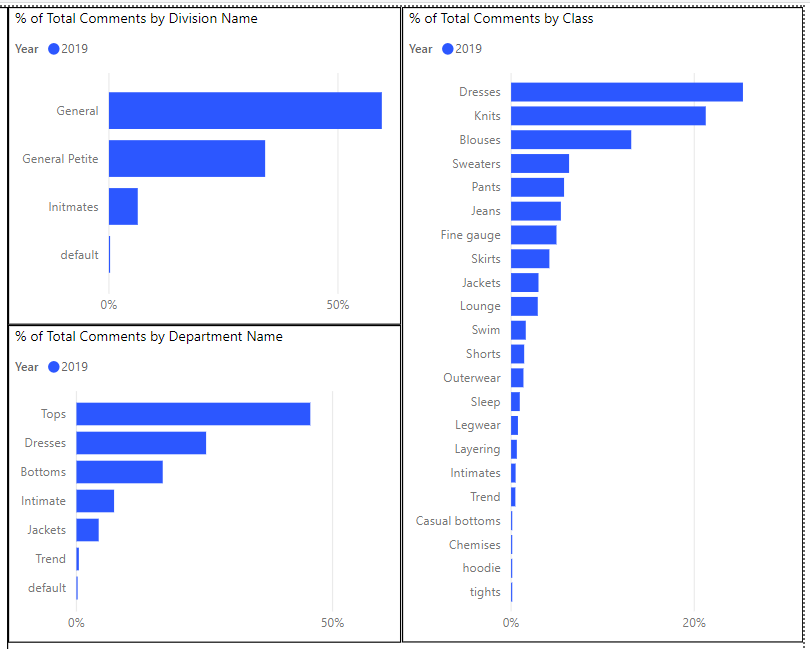 % of Total Comments by Division Name
Year 2019
General
General Petite
Initmates
default
0% 50%
% of Total Comments by Department Name
Year 2019
Tops
Dresses
Bottoms
Intimate
Jackets
Trend
default
0% 50%
% of Total Comments by Class
Year 2019
Dresses
Knits
Blouses
Sweaters
Pants
Jeans
Fine gauge
Skirts
Jackets
Lounge
Swim
Shorts
Outerwear
Sleep
Legwear
Layering
Intimates
Trend
Casual bottoms
Chemises
hoodie
tights
0% 20%